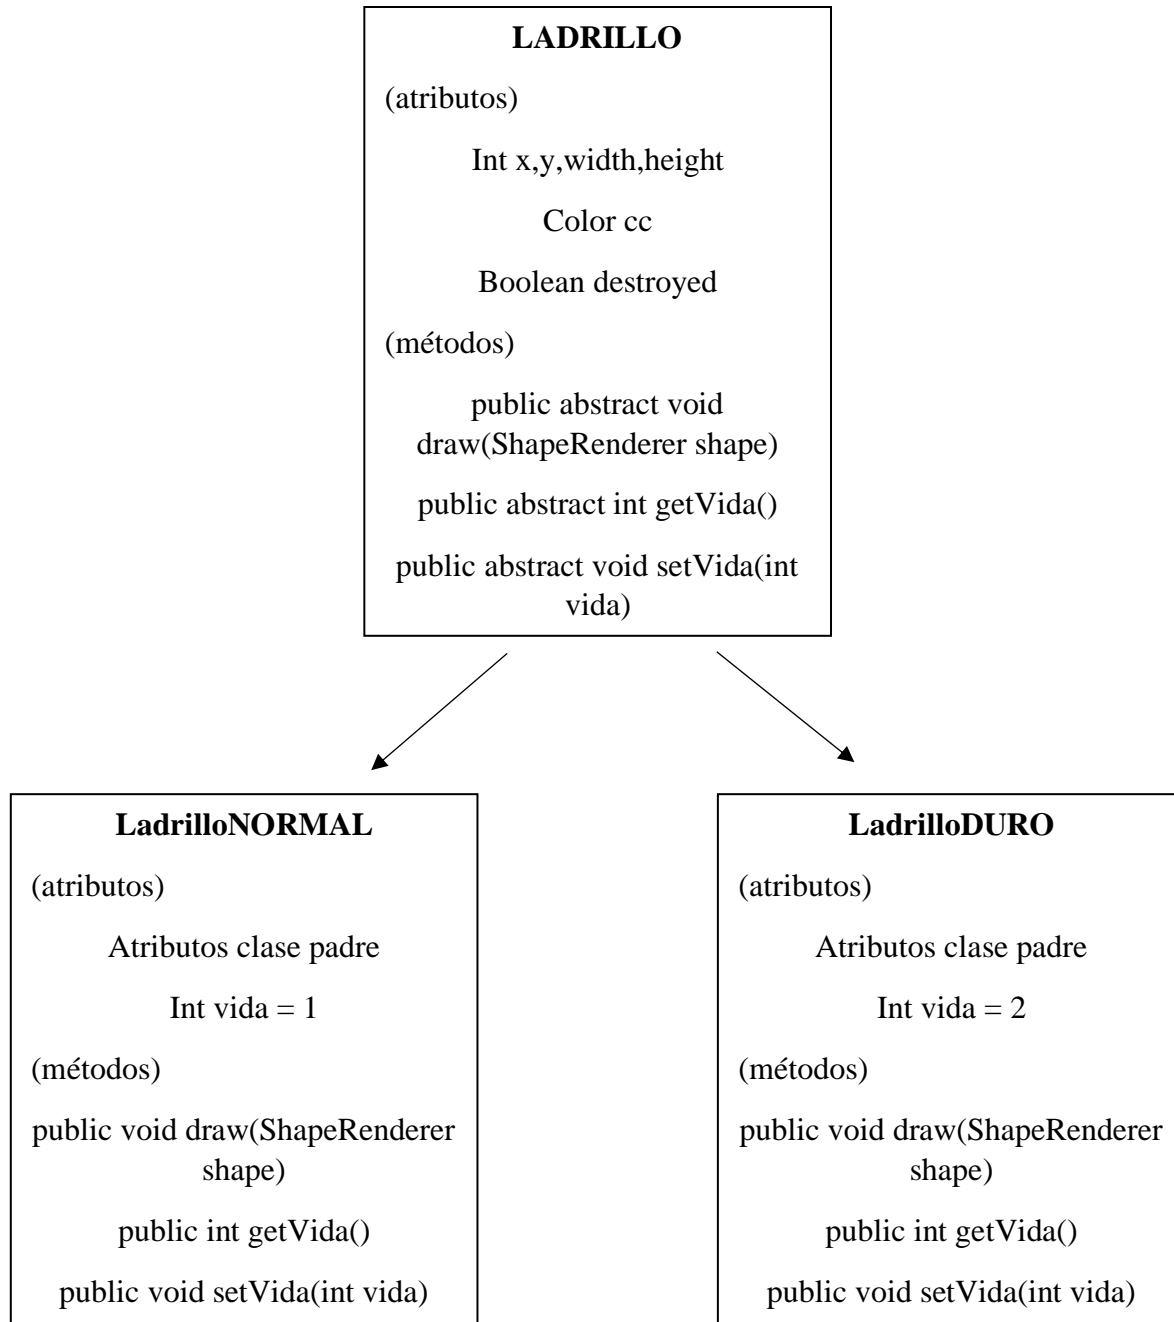 LADRILLO
(atributos)
Int x,y,width,height
Color cc
Boolean destroyed
(métodos)
public abstract void
draw(ShapeRenderer shape)
public abstract int getVida()
public abstract void setVida(int
vida)
LadrilloNORMAL
(atributos)
Atributos clase padre
Int vida = 1
(métodos)
public void draw(ShapeRenderer
shape)
public int getVida()
public void setVida(int vida)
LadrilloDURO
(atributos)
Atributos clase padre
Int vida = 2
(métodos)
public void draw(ShapeRenderer
shape)
public int getVida()
public void setVida(int vida)